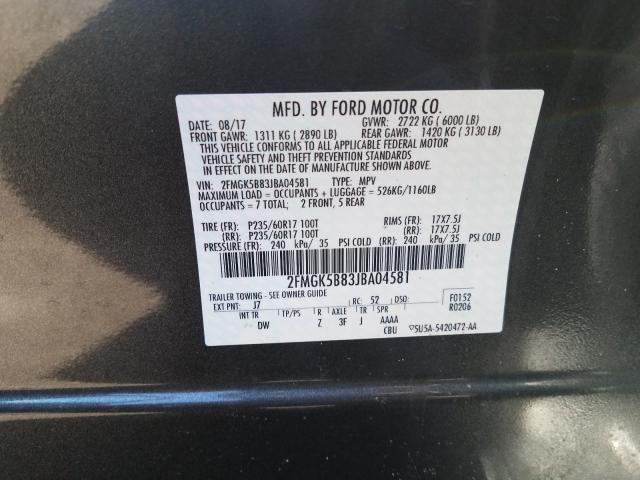 MFD. BY FORD MOTOR CO.
DATE: 08/17 GVWR: 2722 KG ( 6000 LB)
FRONT GAWR: 1311 KG ( 2890 LB) REAR GAWR: 1420 KG ( 3130 LB)
THIS VEHICLE CONFORMS TO ALL APPLICABLE FEDERAL MOTOR
VEHICLE SAFETY AND THEFT PREVENTION STANDARDS
IN EFFECT ON THE DATE OF MANUFACTURE SHOWN ABOVE.
VIN: 2FMGK5B83JBA04581 TYPE: MPV
MAXIMUM LOAD = OCCUPANTS + LUGGAGE = 526KG/1160LB
OCCUPANTS = 7 TOTAL: 2 FRONT, 5 REAR
TIRE (FR): P235/60R17 100T RIMS (FR): 17X7.5J
(RR): P235/60R17 100T (RR): 17X7.5J
PRESSURE (FR): 240 kPa/ 35 PSI COLD (RR): 240 kPa/ 35 PSI COLD
2FMGK5B83JBA04581
TRAILER TOWING - SEE OWNER GUIDE
EXT PNT: J7 RC: 52 DSO: F0152
INT TR TP/PS R AXLE TR SPR R0206
DW Z 3F J AAAA
CBU 5U5A-5420472-AA